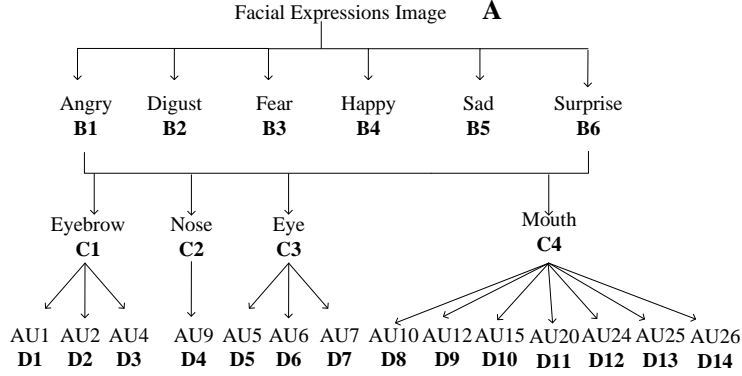 Facial Expressions Image A
Angry Digust Fear Happy Sad Surprise
B1 B2 B3 B4 B5 B6
Eyebrow Nose Eye Mouth
C1 C2 C3 C4
AU1 AU2 AU4 AU9 AU5 AU6 AU7 AU10 AU12 AU15 AU20 AU24 AU25 AU26
D1 D2 D3 D4 D5 D6 D7 D8 D9 D10 D11 D12 D13 D14